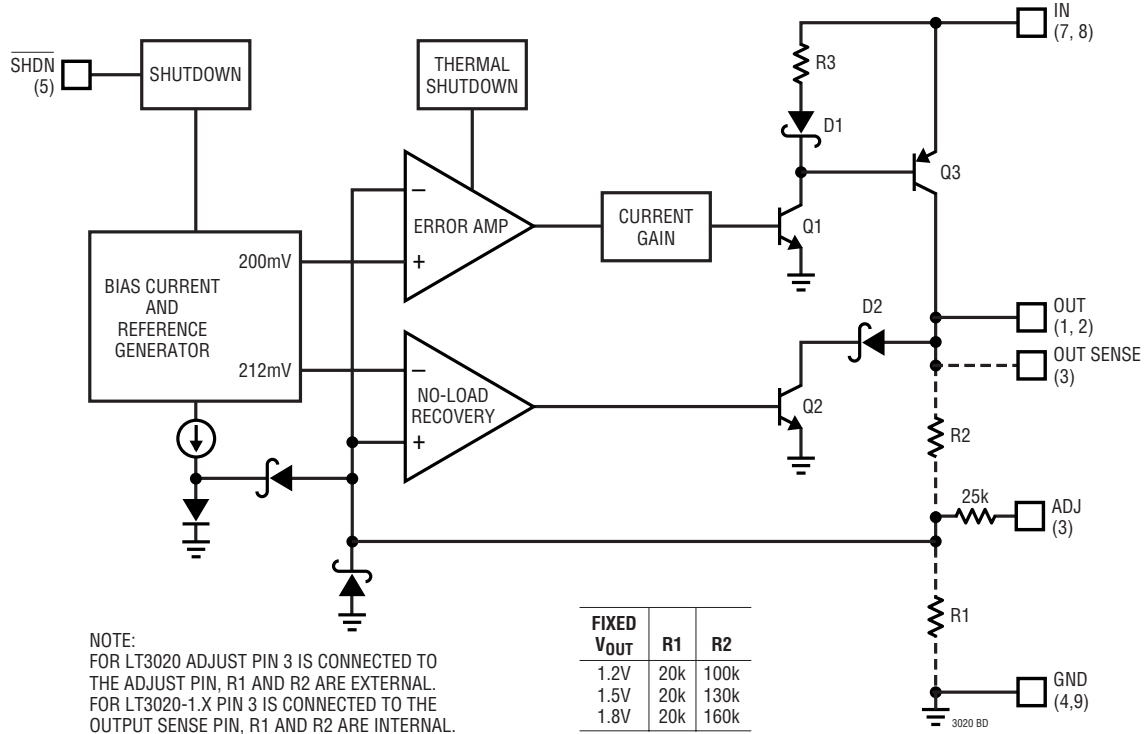 IN
(7, 8)
SHDN
(5)
SHUTDOWN
THERMAL
SHUTDOWN
R3
D1
Q3
ERROR AMP
−
+
CURRENT
GAIN
Q1
200mV
BIAS CURRENT
AND
REFERENCE
GENERATOR
212mV
OUT
(1, 2)
D2
OUT SENSE
(3)
−
NO-LOAD
RECOVERY
+
Q2
R2
25k
ADJ
(3)
R1
GND
(4,9)
3020 BD
NOTE:
FOR LT3020 ADJUST PIN 3 IS CONNECTED TO
THE ADJUST PIN, R1 AND R2 ARE EXTERNAL.
FOR LT3020-1.X PIN 3 IS CONNECTED TO THE
OUTPUT SENSE PIN, R1 AND R2 ARE INTERNAL.
FIXED
VOUT R1 R2
1.2V 20k 100k
1.5V 20k 130k
1.8V 20k 160k